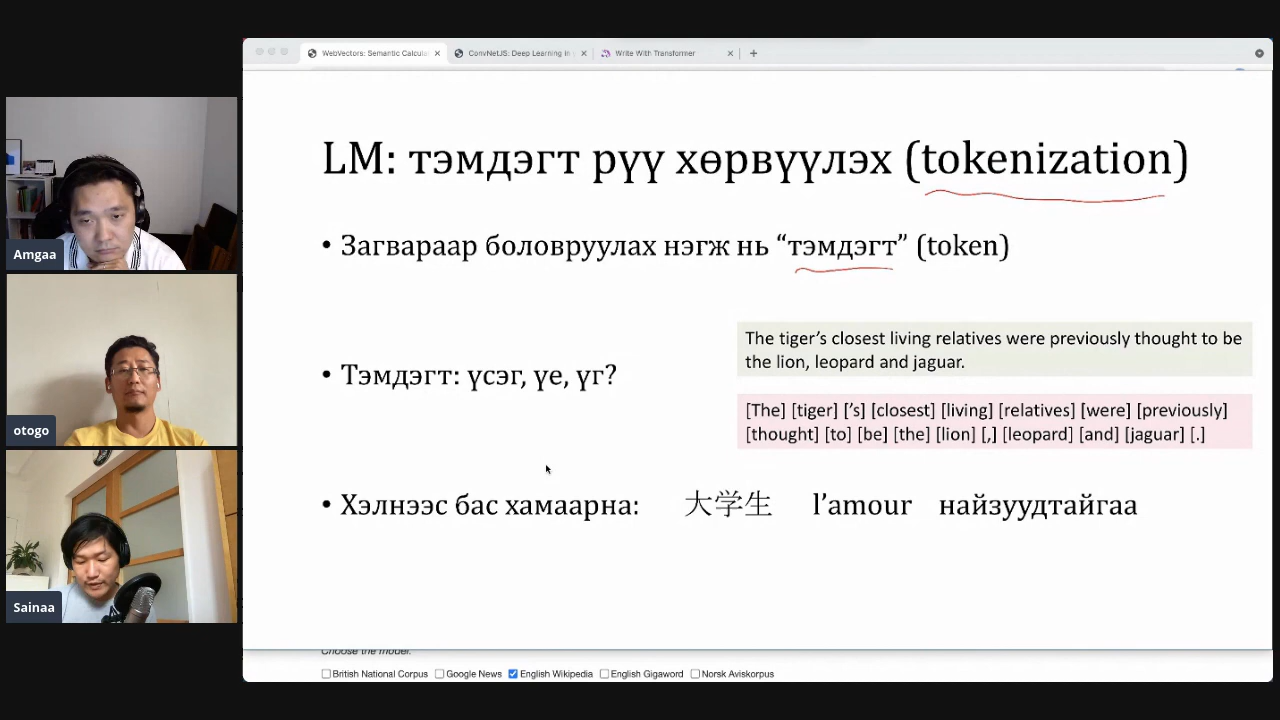 WebVectors: Semantic Calcula
ConvNetJS: Deep Learning in
Write With Transformer
LM: тэмдэгт рүү хөрвүүлэх (tokenization)
• Загвараар боловруулах нэгж нь “тэмдэгт” (token)
The tiger’s closest living relatives were previously thought to be
the lion, leopard and jaguar.
• Тэмдэгт: үсэг, үе, үг?
[The] [tiger] [’s] [closest] [living] [relatives] [were] [previously]
[thought] [to] [be] [the] [lion] [,] [leopard] [and] [jaguar] [.]
• Хэлнээс бас хамаарна: 大学生 l’amour найзуудтайгаа
Choose the model:
British National Corpus Google News English Wikipedia English Gigaword Norsk Aviskorpus
Amgaa
otogo
Sainaa